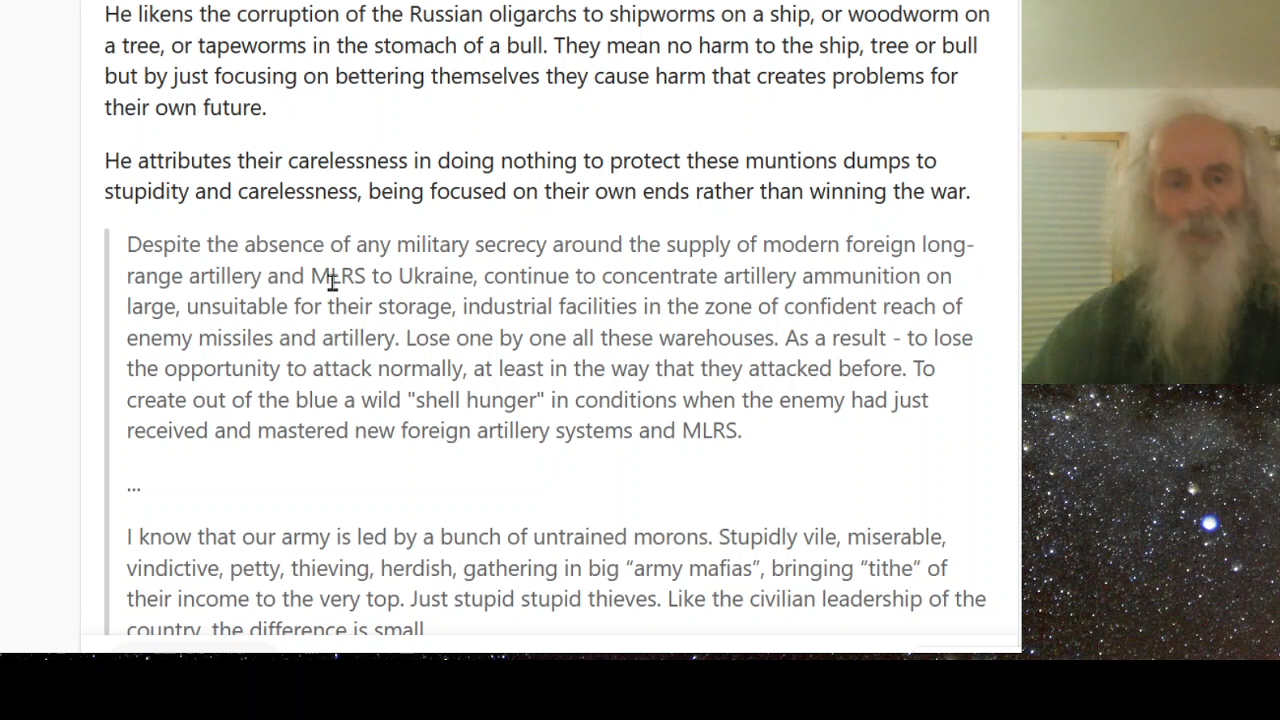 He likens the corruption of the Russian oligarchs to shipworms on a ship, or woodworm on
a tree, or tapeworms in the stomach of a bull. They mean no harm to the ship, tree or bull
but by just focusing on bettering themselves they cause harm that creates problems for
their own future.
He attributes their carelessness in doing nothing to protect these muntions dumps to
stupidity and carelessness, being focused on their own ends rather than winning the war.
Despite the absence of any military secrecy around the supply of modern foreign long-
range artillery and MLRS to Ukraine, continue to concentrate artillery ammunition on
large, unsuitable for their storage, industrial facilities in the zone of confident reach of
enemy missiles and artillery. Lose one by one all these warehouses. As a result - to lose
the opportunity to attack normally, at least in the way that they attacked before. To
create out of the blue a wild "shell hunger" in conditions when the enemy had just
received and mastered new foreign artillery systems and MLRS.
...
I know that our army is led by a bunch of untrained morons. Stupidly vile, miserable,
vindictive, petty, thieving, herdish, gathering in big “army mafias”, bringing “tithe” of
their income to the very top. Just stupid stupid thieves. Like the civilian leadership of the
country, the difference is small